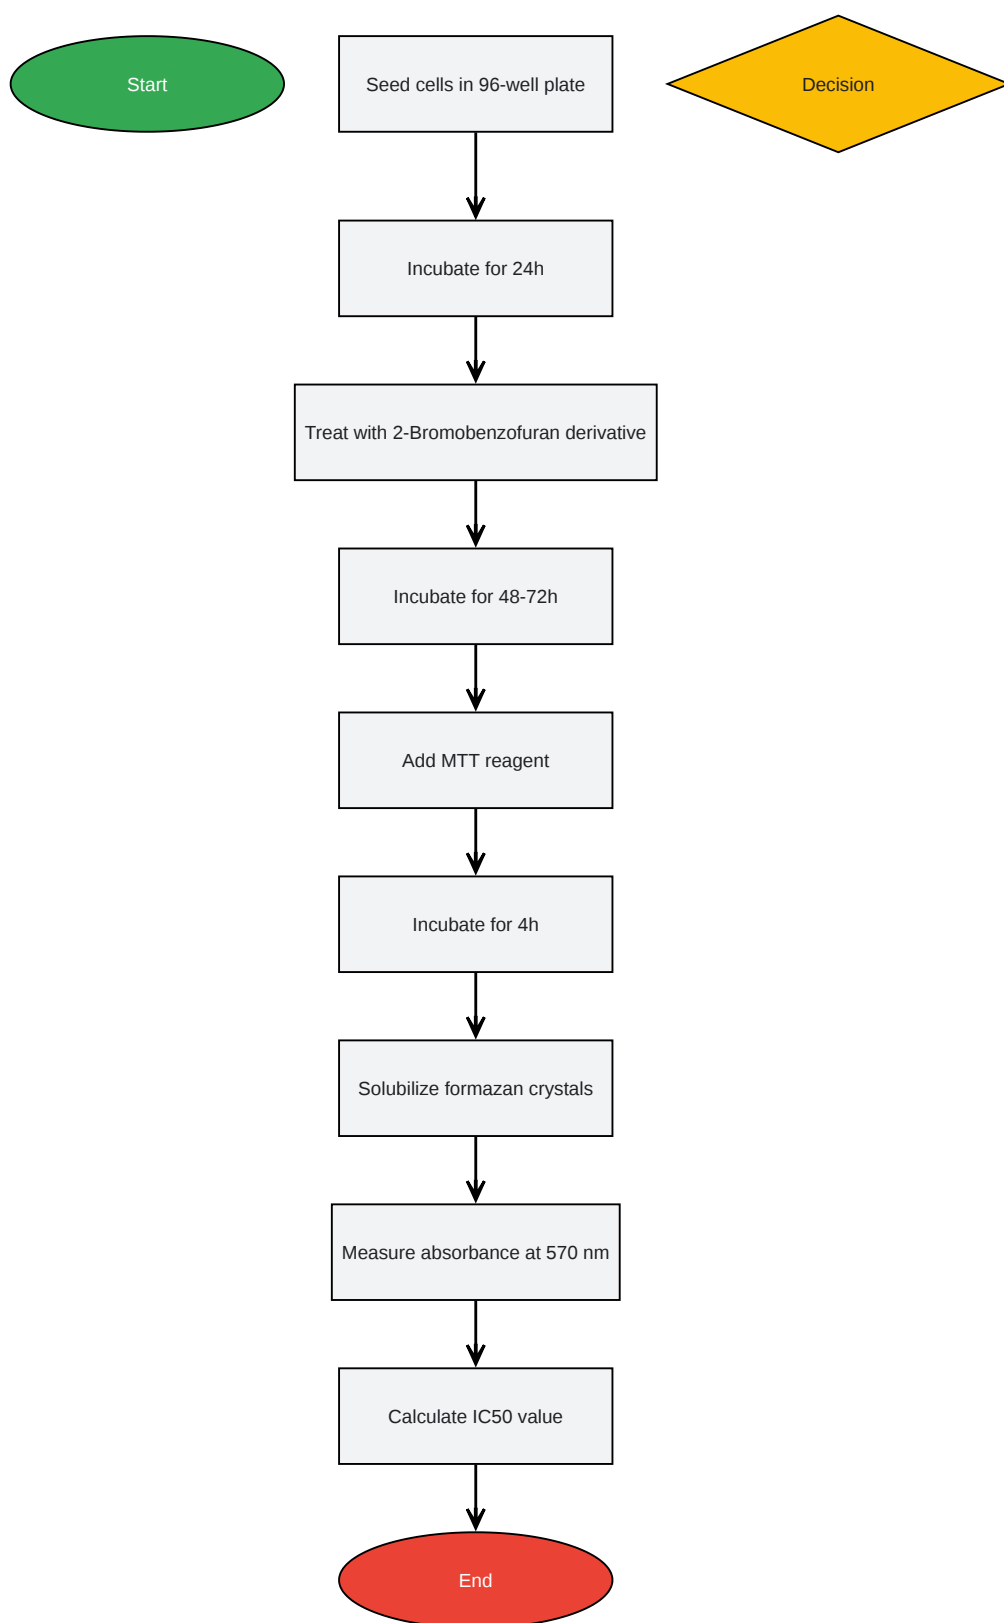 Start
Seed cells in 96-well plate
Decision
Incubate for 24h
Treat with 2-Bromobenzofuran derivative
Incubate for 48-72h
Add MTT reagent
Incubate for 4h
Solubilize formazan crystals
Measure absorbance at 570 nm
Calculate IC50 value
End